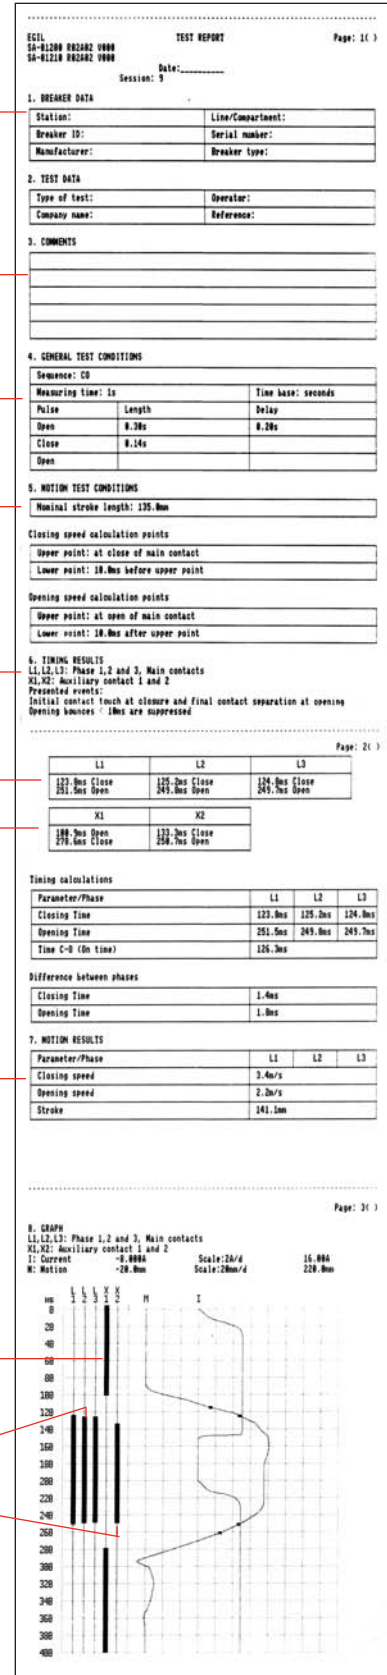 EGIL TEST REPORT Page: 1( )
SA-01200 R02A02 V000
SA-01210 R02A02 V000
Date:_________
Session: 9
1. BREAKER DATA
Station: Line/Compartment:
Breaker ID: Serial number:
Manufacturer: Breaker type:
2. TEST DATA
Type of test: Operator:
Company name: Reference:
3. COMMENTS
4. GENERAL TEST CONDITIONS
Sequence: CO
Measuring time: 1s Time base: seconds
Pulse Length Delay
Open 0.30s 0.20s
Close 0.14s
Open
5. MOTION TEST CONDITIONS
Nominal stroke length: 135.0mm
Closing speed calculation points
Upper point: at close of main contact
Lower point: 10.0ms before upper point
Opening speed calculation points
Upper point: at open of main contact
Lower point: 10.0ms after upper point
6. TIMING RESULTS
L1,L2,L3: Phase 1,2 and 3, Main contacts
X1,X2: Auxiliary contact 1 and 2
Presented events:
Initial contact touch at closure and final contact separation at opening
Opening bounces < 10ms are suppressed
Page: 2( )
L1 L2 L3
123.8ms Close 125.2ms Close 124.8ms Close
251.5ms Open 249.8ms Open 249.7ms Open
X1 X2
100.9ms Open 133.3ms Close
278.6ms Close 250.7ms Open
Timing calculations
Parameter/Phase L1 L2 L3
Closing Time 123.8ms 125.2ms 124.8ms
Opening Time 251.5ms 249.8ms 249.7ms
Time C-O (On time) 126.3ms
Difference between phases
Closing Time 1.4ms
Opening Time 1.8ms
7. MOTION RESULTS
Parameter/Phase L1 L2 L3
Closing speed 3.4m/s
Opening speed 2.2m/s
Stroke 141.1mm
Page: 3( )
8. GRAPH
L1,L2,L3: Phase 1,2 and 3, Main contacts
X1,X2: Auxiliary contact 1 and 2
I: Current -8.000A Scale:2A/d 16.00A
M: Motion -20.0mm Scale:20mm/d 220.0mm
L L L X X
ms 1 2 3 1 2 M I
0
20
40
60
80
100
120
140
160
180
200
220
240
260
280
300
320
340
360
380
400